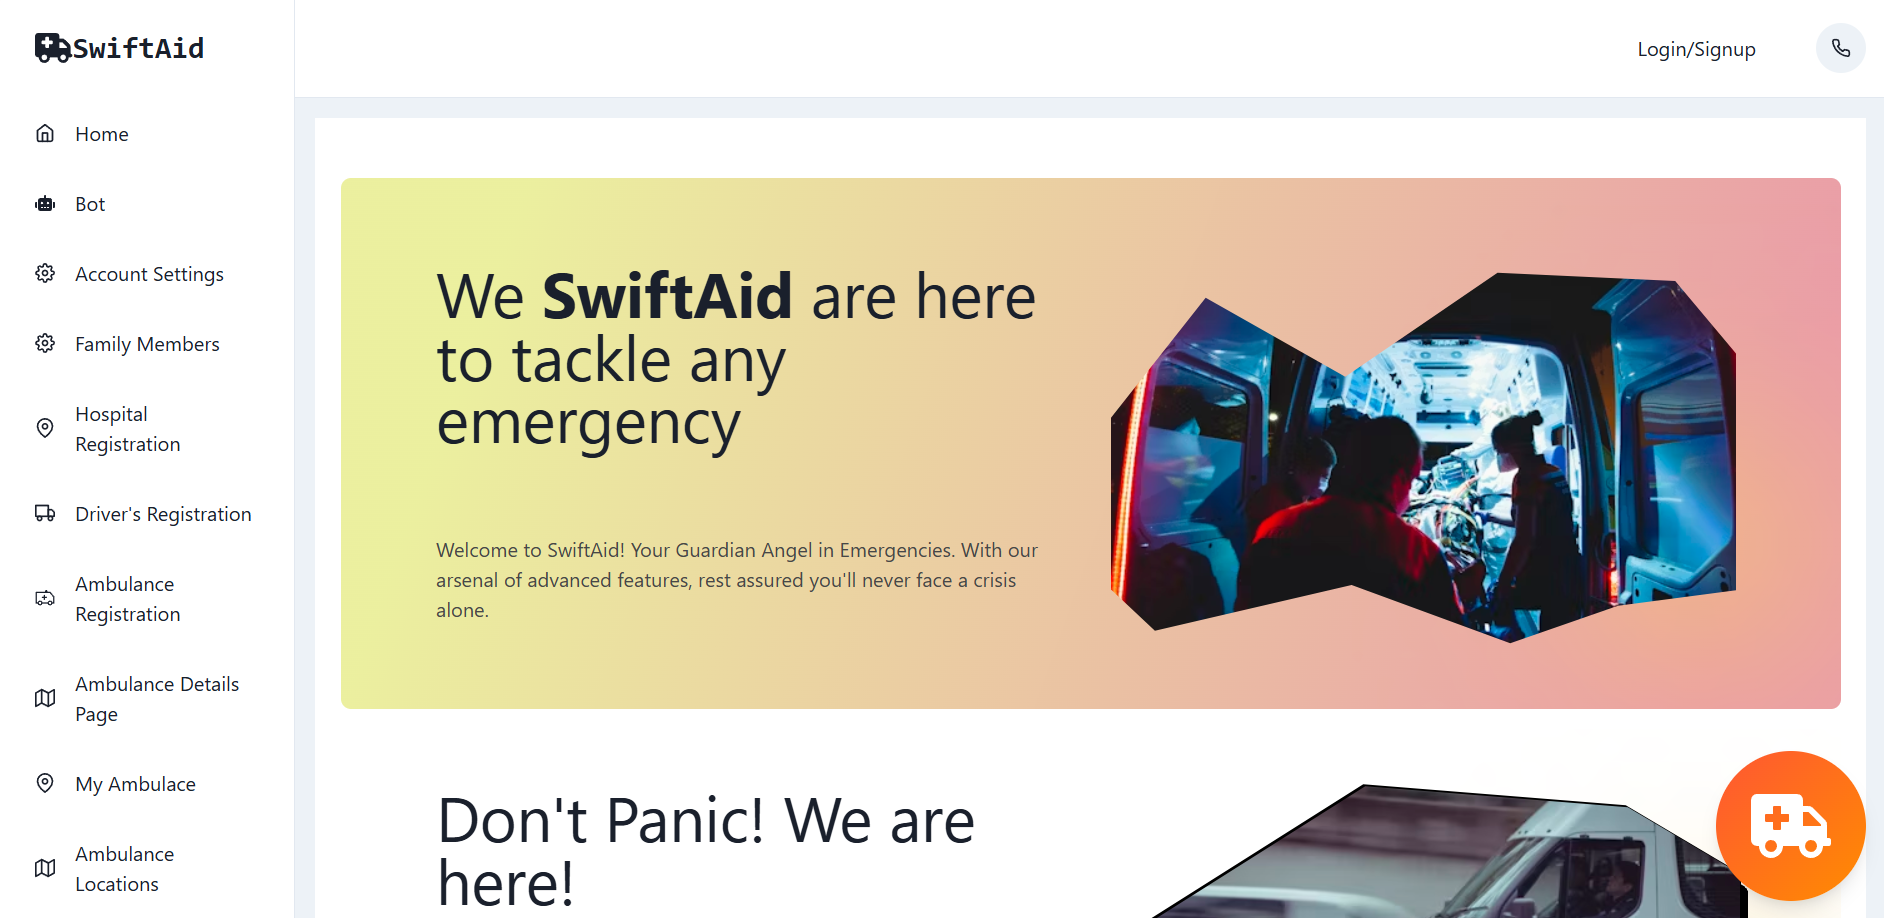 SwiftAid
Login/Signup
Home
Bot
Account Settings
Family Members
Hospital
Registration
Driver's Registration
Ambulance
Registration
Ambulance Details
Page
My Ambulace
Ambulance
Locations
We SwiftAid are here
to tackle any
emergency
Welcome to SwiftAid! Your Guardian Angel in Emergencies. With our
arsenal of advanced features, rest assured you'll never face a crisis
alone.
Don't Panic! We are
here!